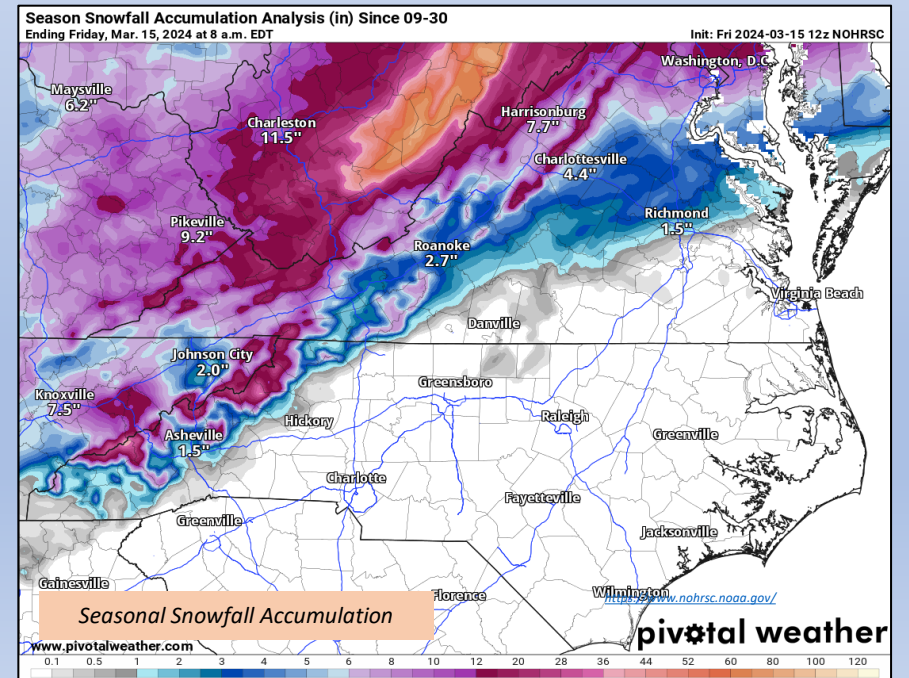 Season Snowfall Accumulation Analysis (in) Since 09-30
Ending Friday, Mar. 15, 2024 at 8 a.m. EDT
Init: Fri 2024-03-15 12z NOHRSC
Washington, D.C.
Maysville
6.2"
Charleston
11.5"
Harrisonburg
7.7"
Charlottesville
4.4"
Pikeville
9.2"
Richmond
1.5"
Roanoke
2.7"
Virginia Beach
Danville
Johnson City
2.0"
Greensboro
Knoxville
7.5"
Hickory
Raleigh
Asheville
1.5"
Greenville
Charlotte
Fayetteville
Greenville
Jacksonville
Gainesville
Florence
Wilmington
https://www.nohrsc.noaa.gov/
Seasonal Snowfall Accumulation
pivotal weather
www.pivotalweather.com
0.1 0.5 1 2 3 4 5 6 8 10 12 20 28 36 44 52 60 80 100 120